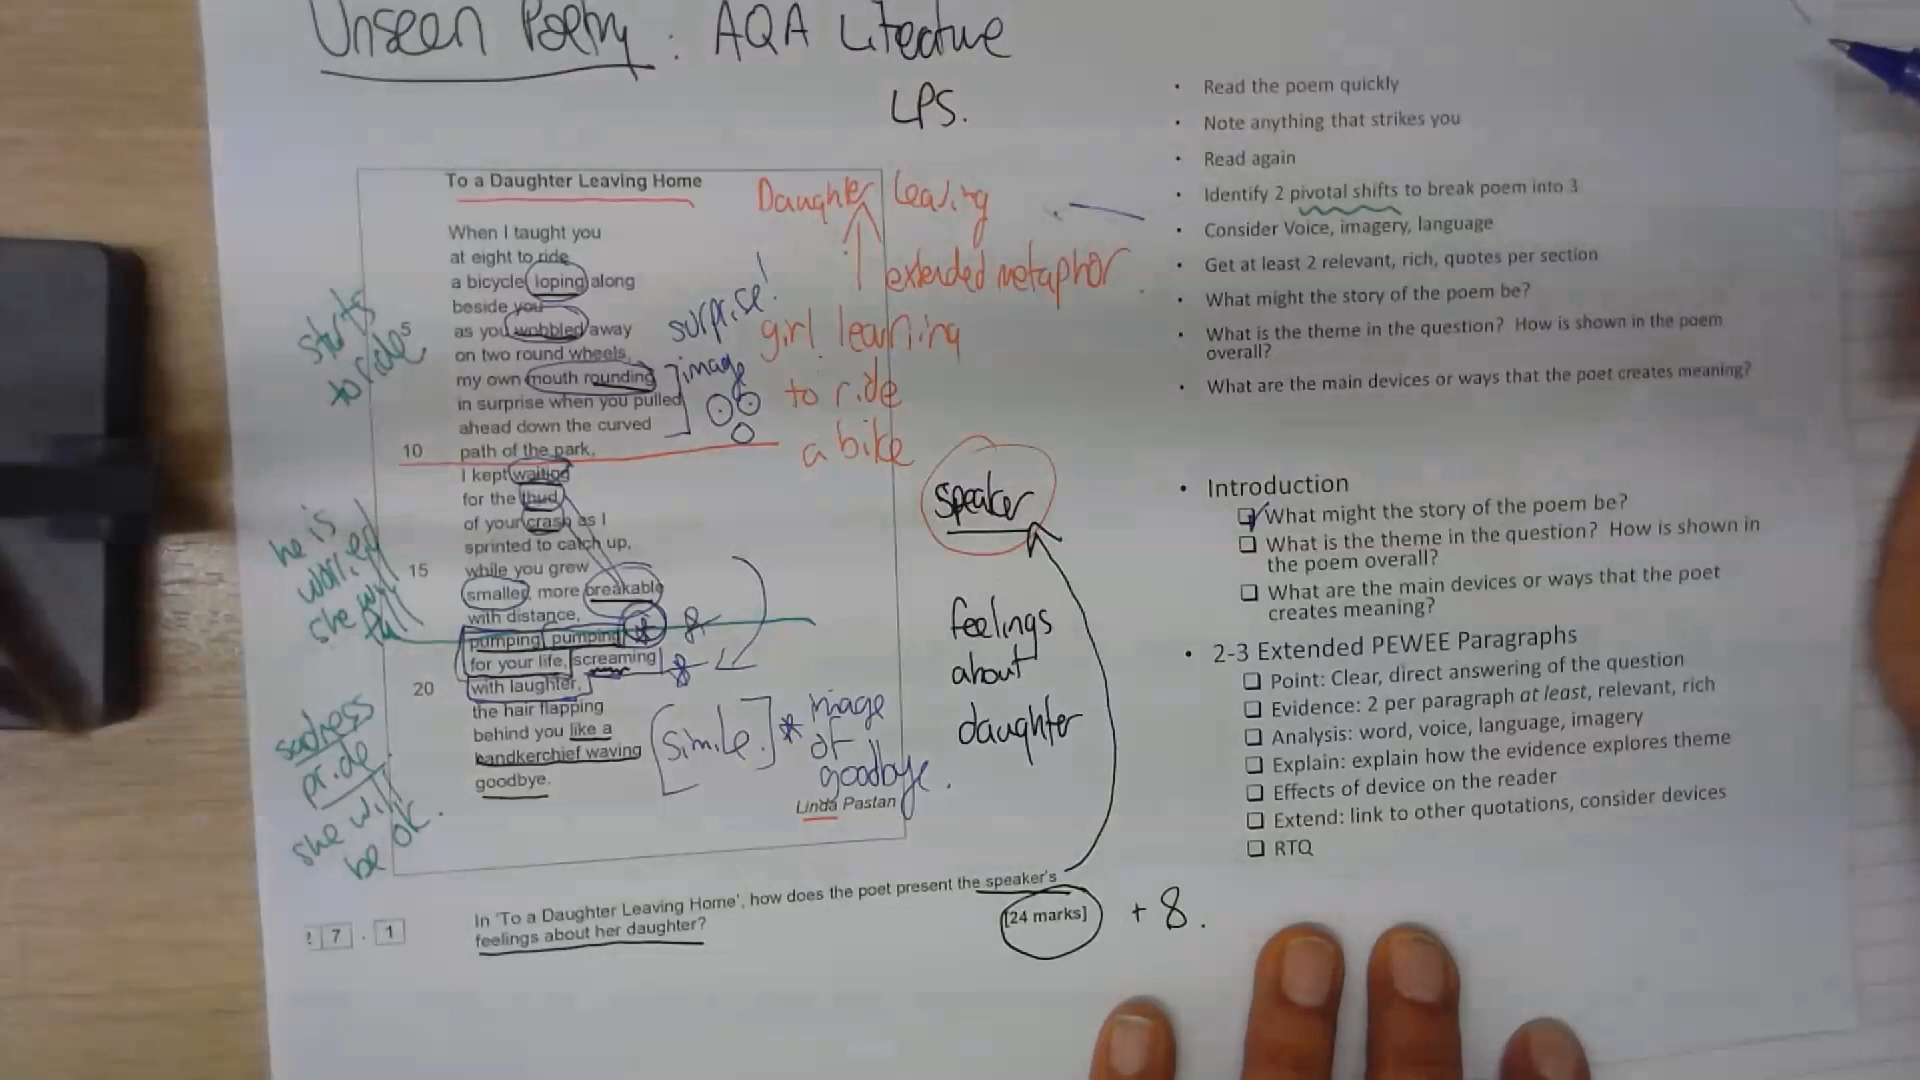 Unseen Poetry : AQA Literature
LPS.
To a Daughter Leaving Home
When I taught you
at eight to ride
a bicycle, loping along
beside you
5 as you wobbled away
on two round wheels,
my own mouth rounding
in surprise when you pulled
ahead down the curved
10 path of the park,
I kept waiting
for the thud
of your crash as I
sprinted to catch up,
15 while you grew
smaller, more breakable
with distance,
pumping, pumping
for your life, screaming
20 with laughter,
the hair flapping
behind you like a
handkerchief waving
goodbye.
Linda Pastan
starts
to ride
he is
worried
she will
fall
sadness
pride
she will
be ok.
surprise!
image
Daughter leaving
extended metaphor
girl learning
to ride
a bike
[simile.] * image
of
goodbye.
speaker
feelings
about
daughter
7 . 1
In 'To a Daughter Leaving Home', how does the poet present the speaker's
feelings about her daughter?
[24 marks] + 8.
• Read the poem quickly
• Note anything that strikes you
• Read again
• Identify 2 pivotal shifts to break poem into 3
• Consider Voice, imagery, language
• Get at least 2 relevant, rich, quotes per section
• What might the story of the poem be?
• What is the theme in the question? How is shown in the poem
overall?
• What are the main devices or ways that the poet creates meaning?
• Introduction
What might the story of the poem be?
What is the theme in the question? How is shown in
the poem overall?
What are the main devices or ways that the poet
creates meaning?
• 2-3 Extended PEWEE Paragraphs
Point: Clear, direct answering of the question
Evidence: 2 per paragraph at least, relevant, rich
Analysis: word, voice, language, imagery
Explain: explain how the evidence explores theme
Effects of device on the reader
Extend: link to other quotations, consider devices
RTQ